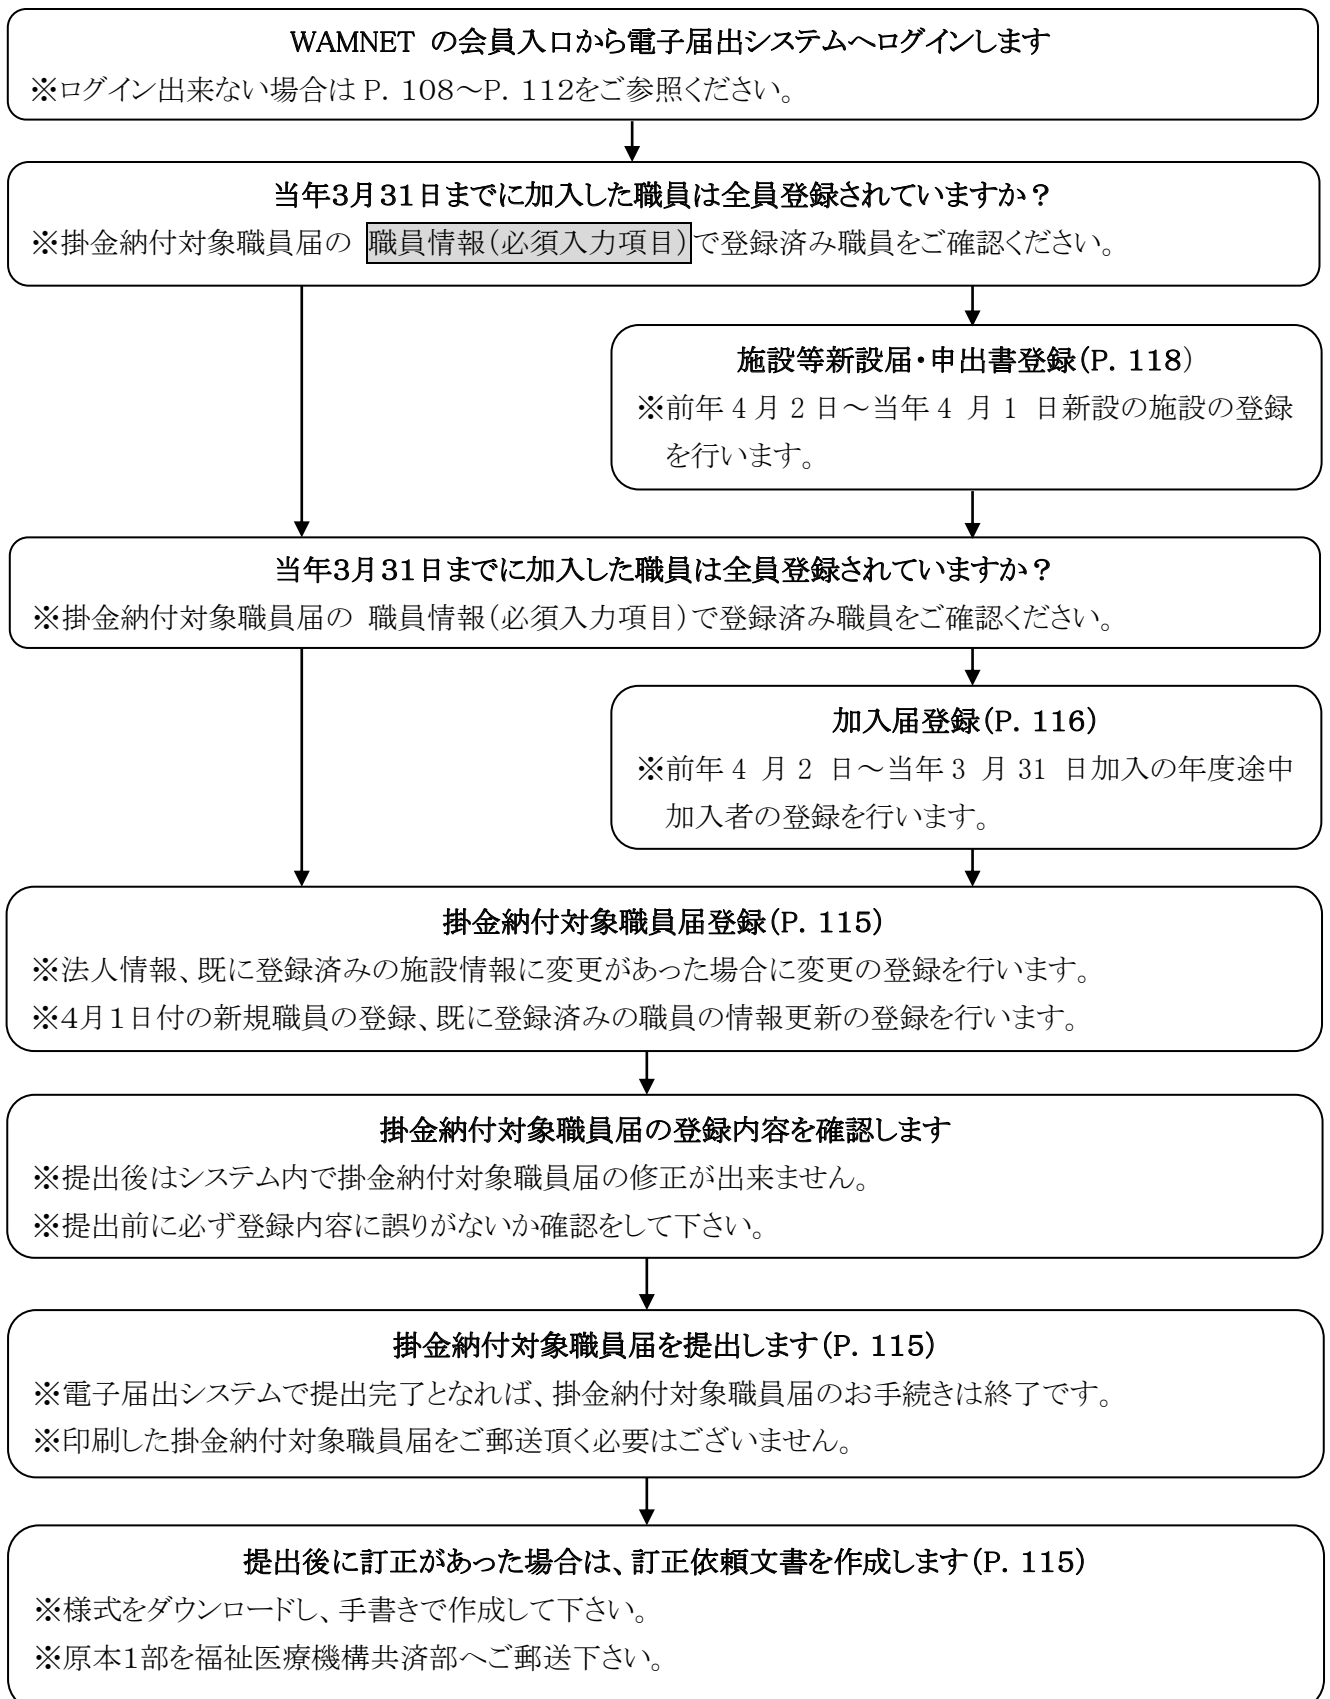 WAMNET の会員入口から電子届出システムへログインします
※ログイン出来ない場合は P．108～P．112をご参照ください。
当年3月31日までに加入した職員は全員登録されていますか？
※掛金納付対象職員届の 職員情報（必須入力項目）で登録済み職員をご確認ください。
施設等新設届・申出書登録（P．118）
※前年 4 月 2 日～当年 4 月 1 日新設の施設の登録
を行います。
当年3月31日までに加入した職員は全員登録されていますか？
※掛金納付対象職員届の 職員情報（必須入力項目）で登録済み職員をご確認ください。
加入届登録（P．116）
※前年 4 月 2 日～当年 3 月 31 日加入の年度途中
加入者の登録を行います。
掛金納付対象職員届登録（P．115）
※法人情報、既に登録済みの施設情報に変更があった場合に変更の登録を行います。
※4月1日付の新規職員の登録、既に登録済みの職員の情報更新の登録を行います。
掛金納付対象職員届の登録内容を確認します
※提出後はシステム内で掛金納付対象職員届の修正が出来ません。
※提出前に必ず登録内容に誤りがないか確認をして下さい。
掛金納付対象職員届を提出します（P．115）
※電子届出システムで提出完了となれば、掛金納付対象職員届のお手続きは終了です。
※印刷した掛金納付対象職員届をご郵送頂く必要はございません。
提出後に訂正があった場合は、訂正依頼文書を作成します（P．115）
※様式をダウンロードし、手書きで作成して下さい。
※原本1部を福祉医療機構共済部へご郵送下さい。